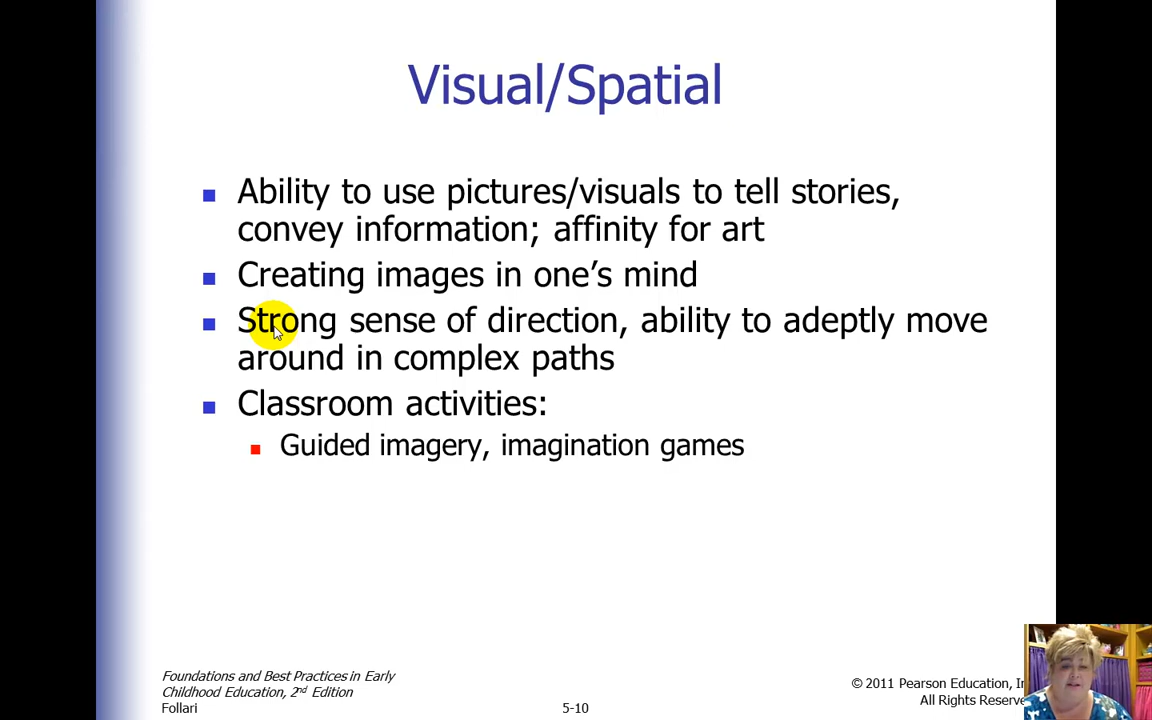 Visual/Spatial
Ability to use pictures/visuals to tell stories,
convey information; affinity for art
Creating images in one’s mind
Strong sense of direction, ability to adeptly move
around in complex paths
Classroom activities:
Guided imagery, imagination games
Foundations and Best Practices in Early
Childhood Education, 2nd Edition
Follari
5-10
© 2011 Pearson Education,
All Rights